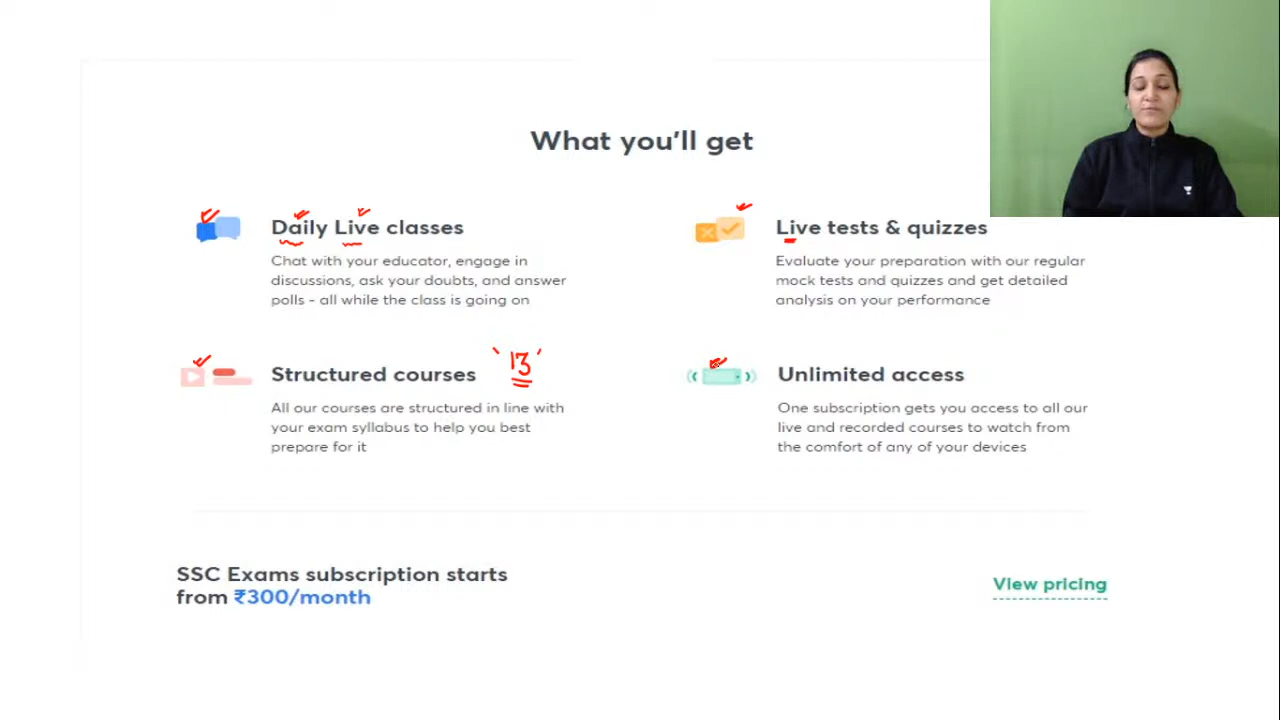 What you'll get
Daily Live classes
Chat with your educator, engage in
discussions, ask your doubts, and answer
polls - all while the class is going on
Live tests & quizzes
Evaluate your preparation with our regular
mock tests and quizzes and get detailed
analysis on your performance
Structured courses '13'
All our courses are structured in line with
your exam syllabus to help you best
prepare for it
Unlimited access
One subscription gets you access to all our
live and recorded courses to watch from
the comfort of any of your devices
SSC Exams subscription starts
from ₹300/month
View pricing